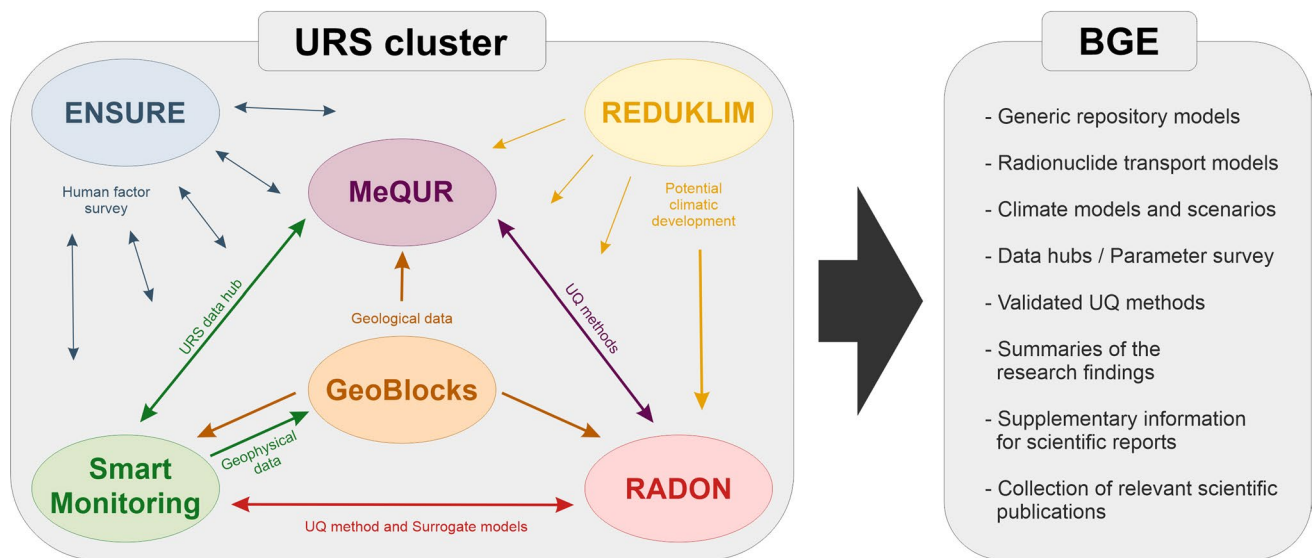 URS cluster
ENSURE
REDUKLIM
MeQUR
Human factor
survey
Potential
climatic
development
URS data hub
UQ methods
Geological data
GeoBlocks
Geophysical
data
Smart
Monitoring
RADON
UQ method and Surrogate models
BGE
- Generic repository models
- Radionuclide transport models
- Climate models and scenarios
- Data hubs / Parameter survey
- Validated UQ methods
- Summaries of the
research findings
- Supplementary information
for scientific reports
- Collection of relevant scientific
publications